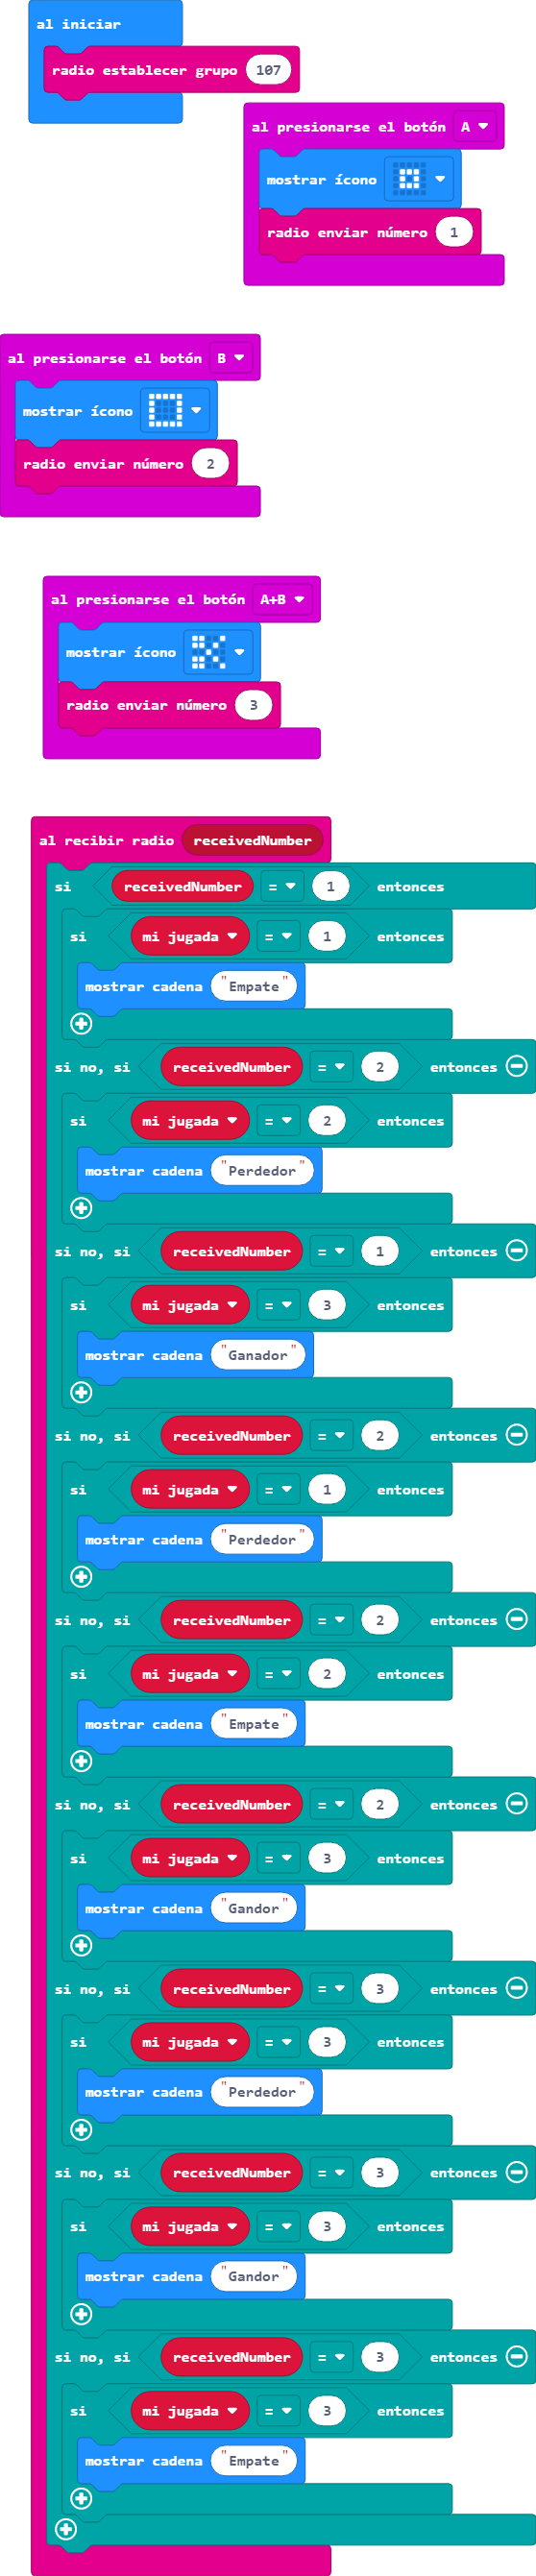 al iniciar
radio establecer grupo 107
al presionarse el botón A
mostrar ícono
radio enviar número 1
al presionarse el botón B
mostrar ícono
radio enviar número 2
al presionarse el botón A+B
mostrar ícono
radio enviar número 3
al recibir radio receivedNumber
si receivedNumber = 1 entonces
si mi jugada = 1 entonces
mostrar cadena "Empate"
si no, si receivedNumber = 2 entonces
si mi jugada = 2 entonces
mostrar cadena "Perdedor"
si no, si receivedNumber = 1 entonces
si mi jugada = 3 entonces
mostrar cadena "Ganador"
si no, si receivedNumber = 2 entonces
si mi jugada = 1 entonces
mostrar cadena "Perdedor"
si no, si receivedNumber = 2 entonces
si mi jugada = 2 entonces
mostrar cadena "Empate"
si no, si receivedNumber = 2 entonces
si mi jugada = 3 entonces
mostrar cadena "Gandor"
si no, si receivedNumber = 3 entonces
si mi jugada = 3 entonces
mostrar cadena "Perdedor"
si no, si receivedNumber = 3 entonces
si mi jugada = 3 entonces
mostrar cadena "Gandor"
si no, si receivedNumber = 3 entonces
si mi jugada = 3 entonces
mostrar cadena "Empate"